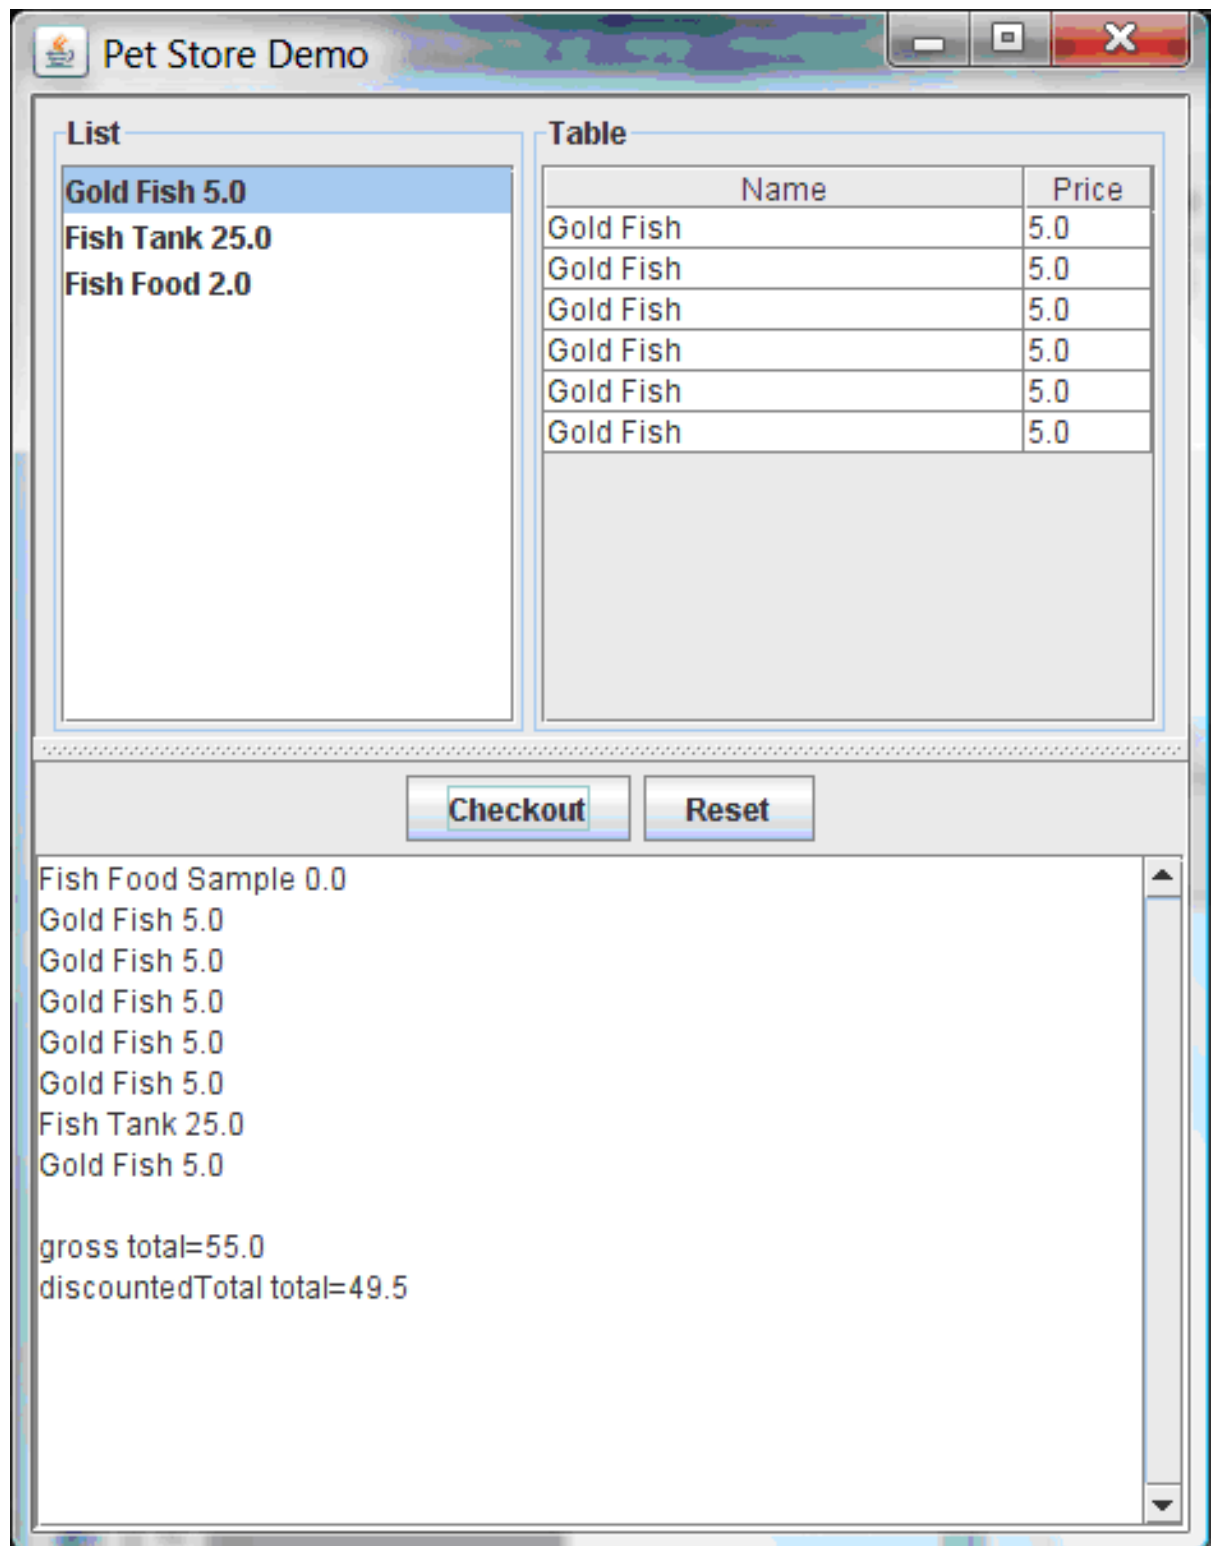 Pet Store Demo
List
Gold Fish 5.0
Fish Tank 25.0
Fish Food 2.0
Table
Name Price
Gold Fish 5.0
Gold Fish 5.0
Gold Fish 5.0
Gold Fish 5.0
Gold Fish 5.0
Gold Fish 5.0
Checkout Reset
Fish Food Sample 0.0
Gold Fish 5.0
Gold Fish 5.0
Gold Fish 5.0
Gold Fish 5.0
Gold Fish 5.0
Fish Tank 25.0
Gold Fish 5.0
gross total=55.0
discountedTotal total=49.5